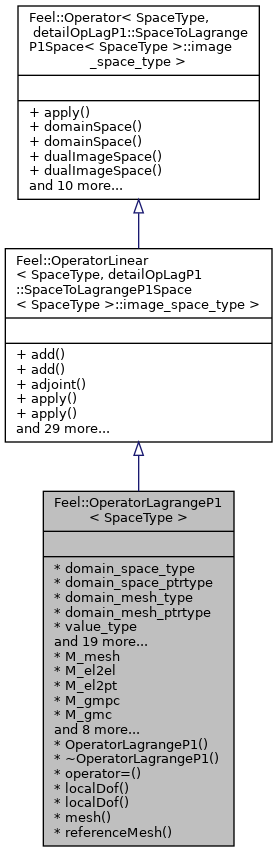 Feel::Operator< SpaceType,
detailOpLagP1::SpaceToLagrange
P1Space< SpaceType >::image
_space_type >
+ apply()
+ domainSpace()
+ domainSpace()
+ dualImageSpace()
+ dualImageSpace()
and 10 more...
Feel::OperatorLinear
< SpaceType, detailOpLagP1
::SpaceToLagrangeP1Space
< SpaceType >::image_space_type >
+ add()
+ add()
+ adjoint()
+ apply()
+ apply()
and 29 more...
Feel::OperatorLagrangeP1
< SpaceType >
* domain_space_type
* domain_space_ptrtype
* domain_mesh_type
* domain_mesh_ptrtype
* value_type
and 19 more...
* M_mesh
* M_el2el
* M_el2pt
* M_gmpc
* M_gmc
and 8 more...
* OperatorLagrangeP1()
* ~OperatorLagrangeP1()
* operator=()
* localDof()
* localDof()
* mesh()
* referenceMesh()